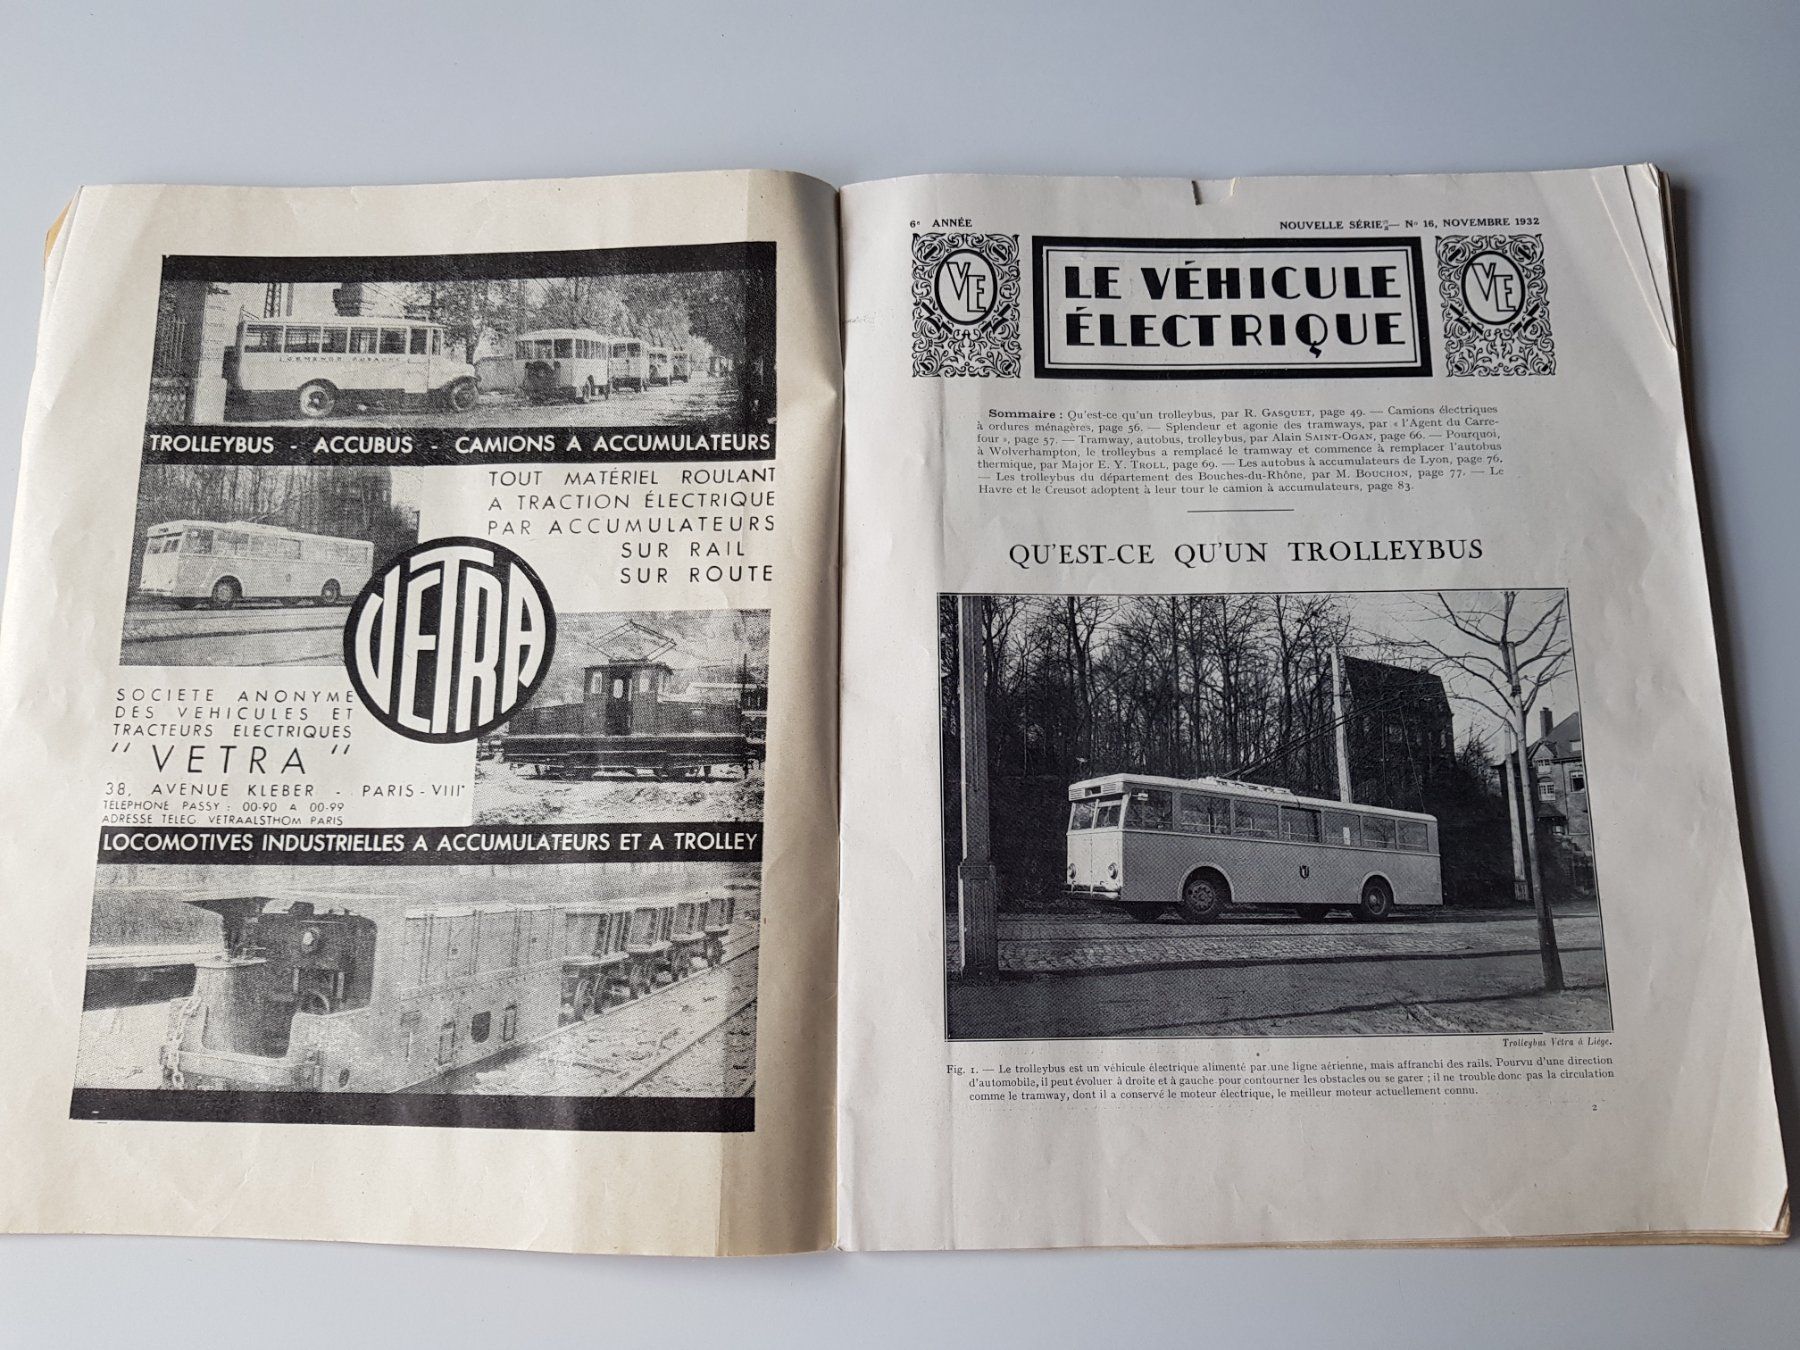 L'ORMANON
TROLLEYBUS - ACCUBUS - CAMIONS A ACCUMULATEURS
TOUT MATÉRIEL ROULANT
A TRACTION ÉLECTRIQUE
PAR ACCUMULATEURS
SUR RAIL
SUR ROUTE
VETRA
SOCIETE ANONYME
DES VEHICULES ET
TRACTEURS ELECTRIQUES
" VETRA "
38, AVENUE KLEBER - PARIS - VIIIᵉ
TELEPHONE PASSY : 00-90 A 00-99
ADRESSE TELEG. VETRAALSTHOM PARIS
LOCOMOTIVES INDUSTRIELLES A ACCUMULATEURS ET A TROLLEY
6ᵉ ANNÉE
NOUVELLE SÉRIE — Nº 16, NOVEMBRE 1932
VE
LE VÉHICULE
ÉLECTRIQUE
VE
Sommaire : Qu'est-ce qu'un trolleybus, par R. GASQUET, page 49. — Camions électriques
à ordures ménagères, page 56. — Splendeur et agonie des tramways, par « l'Agent du Carre-
four », page 57. — Tramway, autobus, trolleybus, par Alain SAINT-OGAN, page 66. — Pourquoi,
à Wolverhampton, le trolleybus a remplacé le tramway et commence à remplacer l'autobus
thermique, par Major E. Y. TROLL, page 69. — Les autobus à accumulateurs de Lyon, page 76.
— Les trolleybus du département des Bouches-du-Rhône, par M. BOUCHON, page 77. — Le
Havre et le Creusot adoptent à leur tour le camion à accumulateurs, page 83.
QU'EST-CE QU'UN TROLLEYBUS
Trolleybus Vétra à Liége.
Fig. 1. — Le trolleybus est un véhicule électrique alimenté par une ligne aérienne, mais affranchi des rails. Pourvu d'une direction
d'automobile, il peut évoluer à droite et à gauche pour contourner les obstacles ou se garer ; il ne trouble donc pas la circulation
comme le tramway, dont il a conservé le moteur électrique, le meilleur moteur actuellement connu.
2